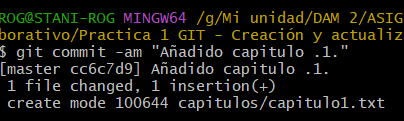 ROG@STANI-ROG MINGW64 /g/Mi unidad/DAM 2/ASIG
borativo/Practica 1 GIT - Creación y actualiz
$ git commit -am "Añadido capitulo .1."
[master cc6c7d9] Añadido capitulo .1.
1 file changed, 1 insertion(+)
create mode 100644 capitulos/capitulo1.txt